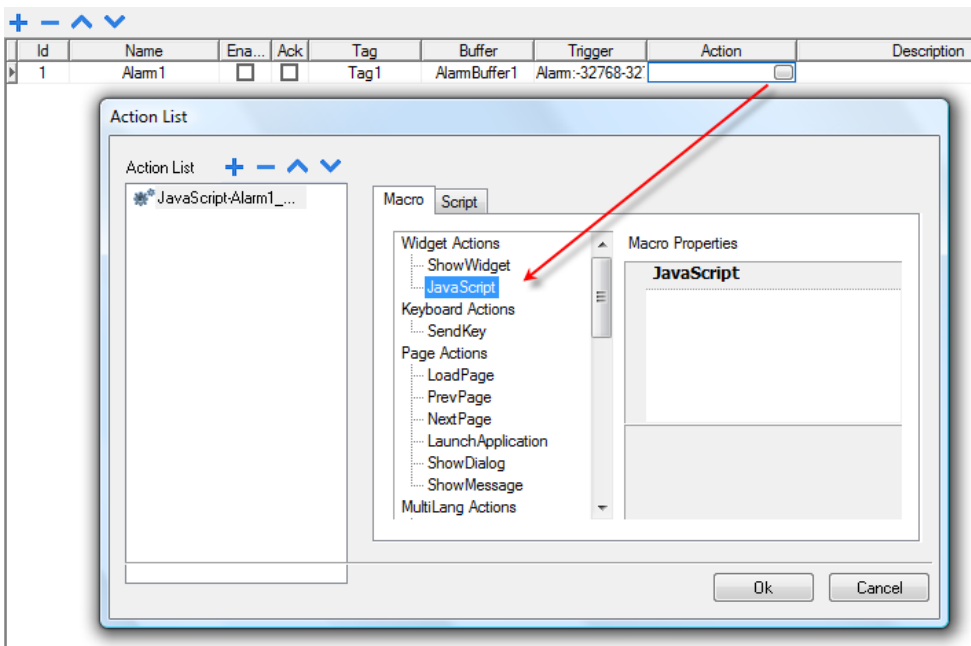 Id Name Ena... Ack Tag Buffer Trigger Action Description
1 Alarm1 Tag1 AlarmBuffer1 Alarm:-32768-32
Action List
Action List
JavaScript-Alarm1_...
Macro Script
Widget Actions
ShowWidget
JavaScript
Keyboard Actions
SendKey
Page Actions
LoadPage
PrevPage
NextPage
LaunchApplication
ShowDialog
ShowMessage
MultiLang Actions
Macro Properties
JavaScript
Ok Cancel